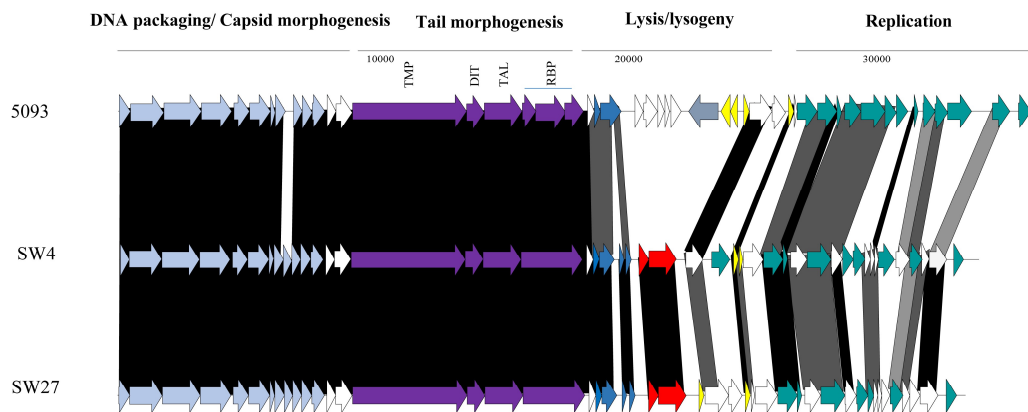 DNA packaging/ Capsid morphogenesis
Tail morphogenesis
Lysis/lysogeny
Replication
10000
20000
30000
TMP
DIT
TAL
RBP
5093
SW4
SW27